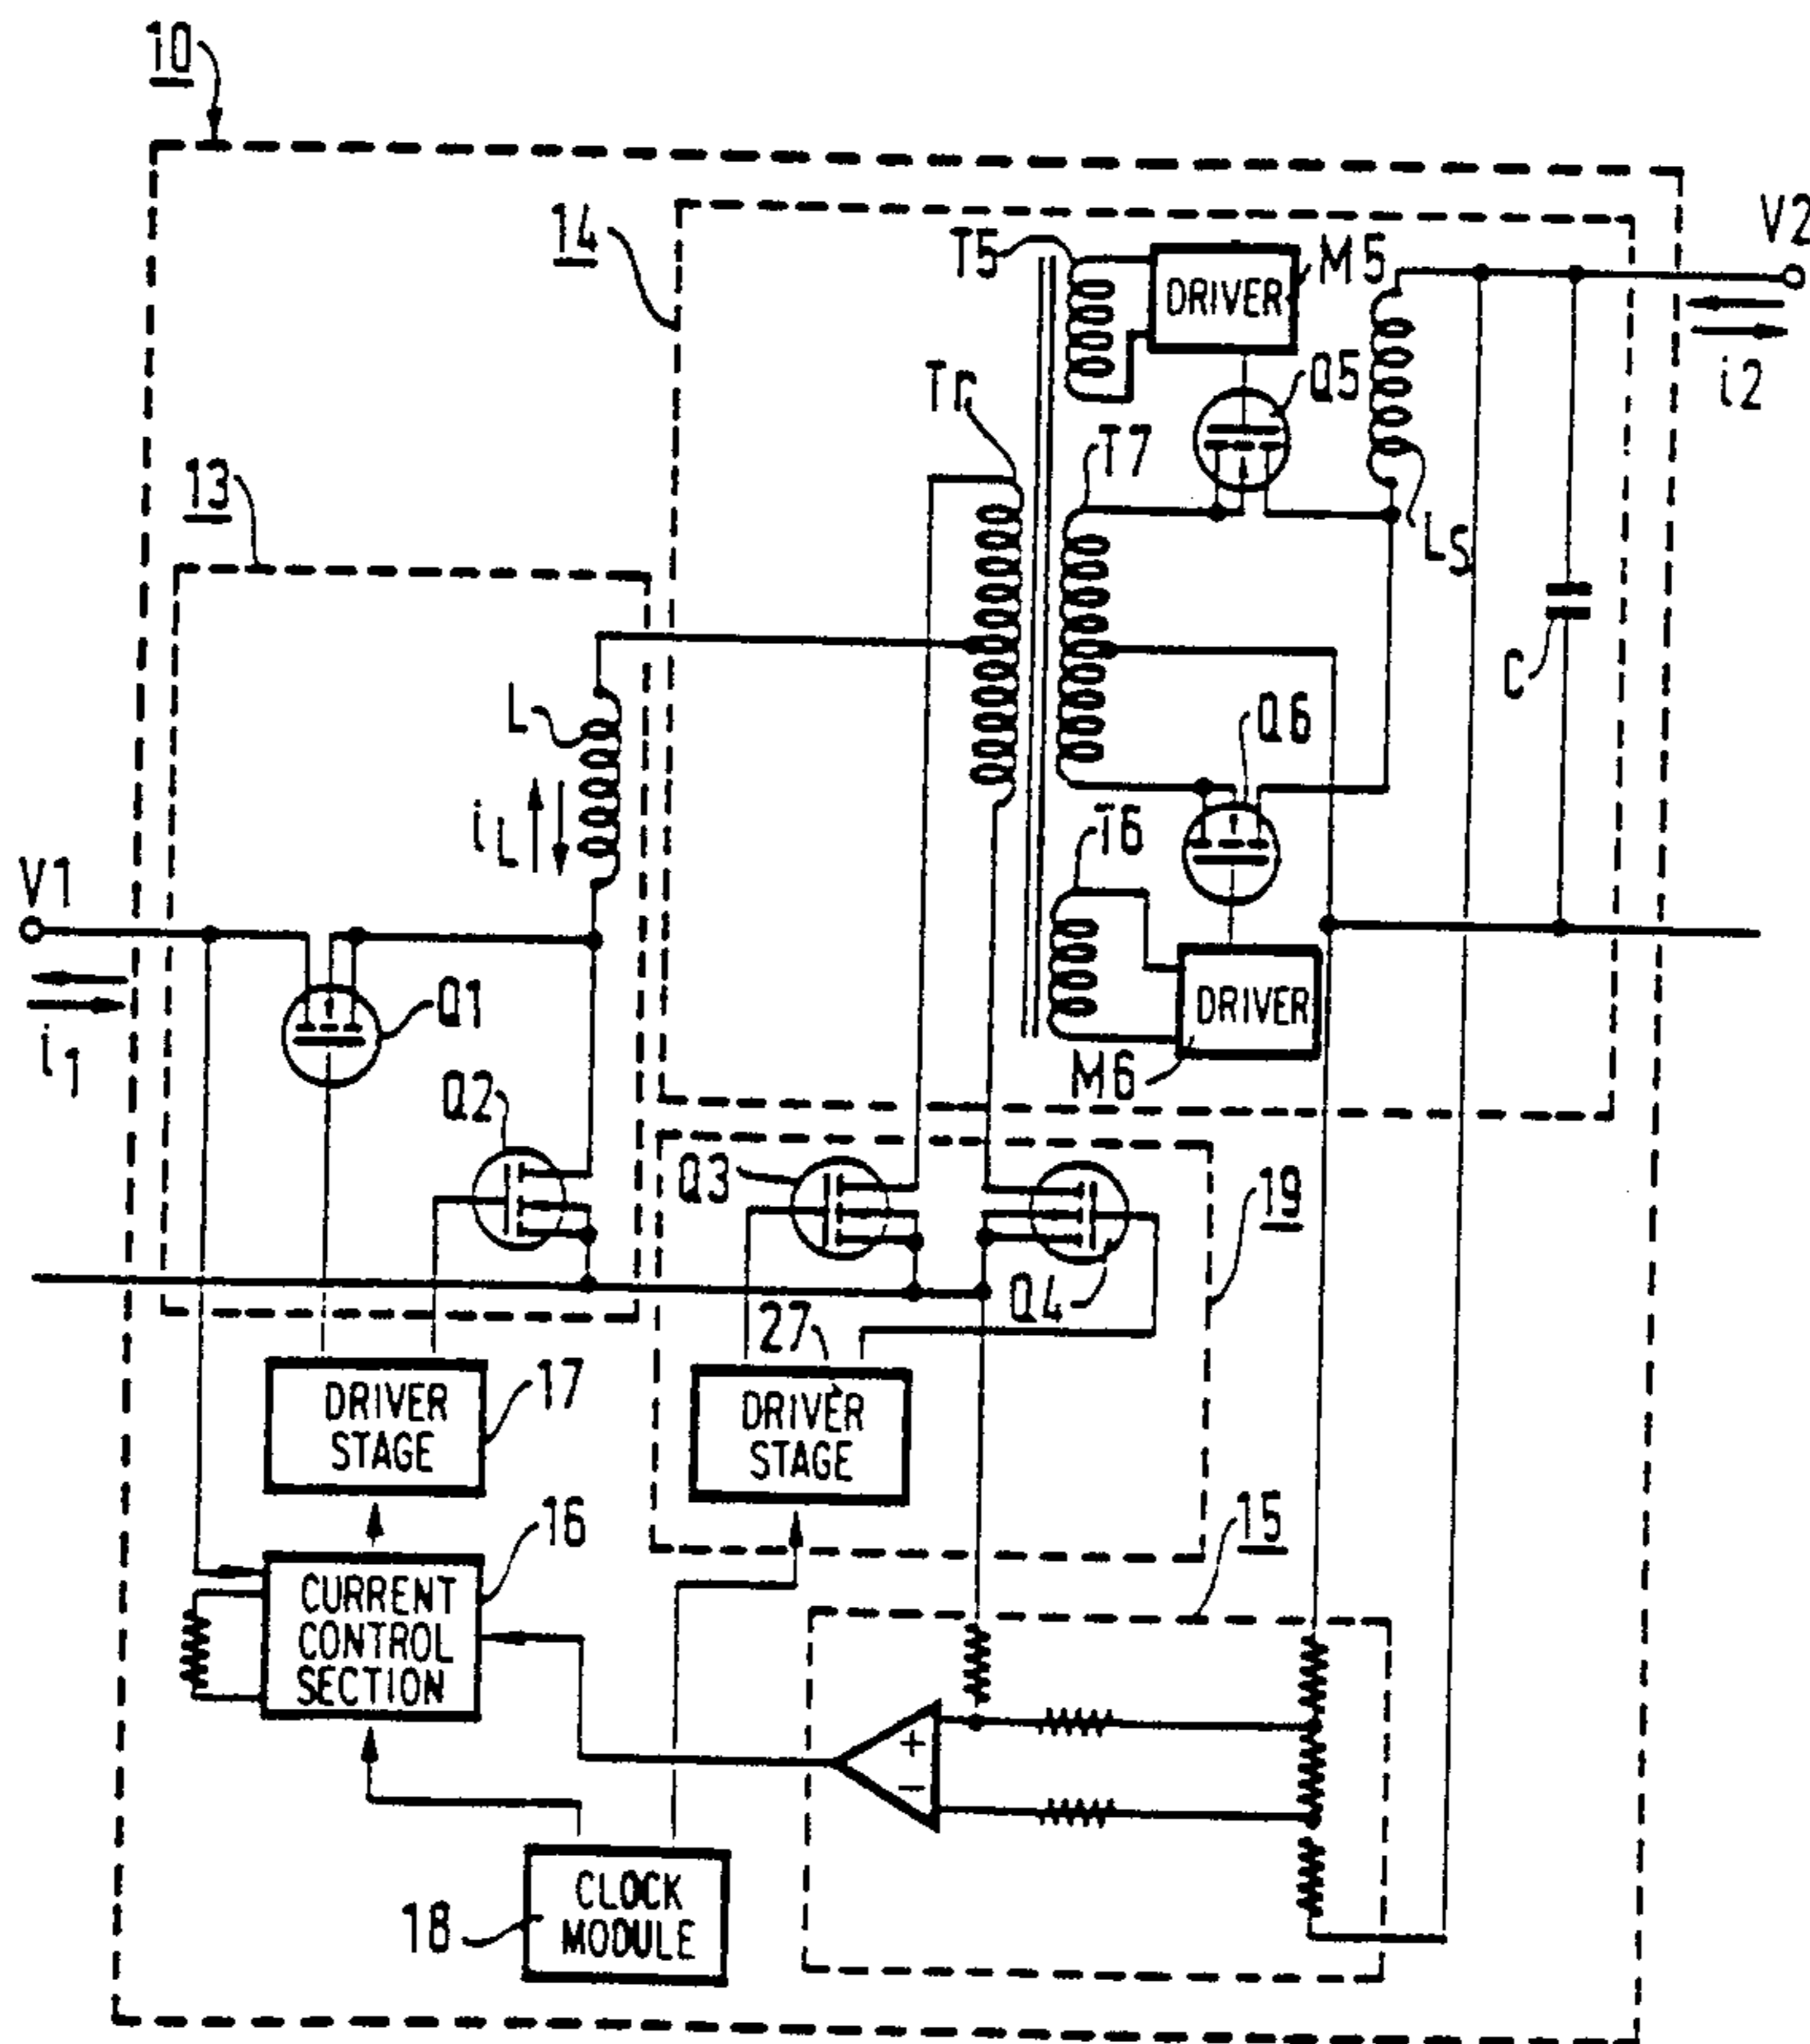 10
14
T5
DRIVER
M5
V2
Tr
Q5
i2
T7
13
LS
L
C
Q6
iL
T6
V1
Q1
DRIVER
i1
Q2
M6
Q3
19
Q4
27
DRIVER
STAGE
17
DRIVER
STAGE
16
15
CURRENT
CONTROL
SECTION
+
−
CLOCK
MODULE
18